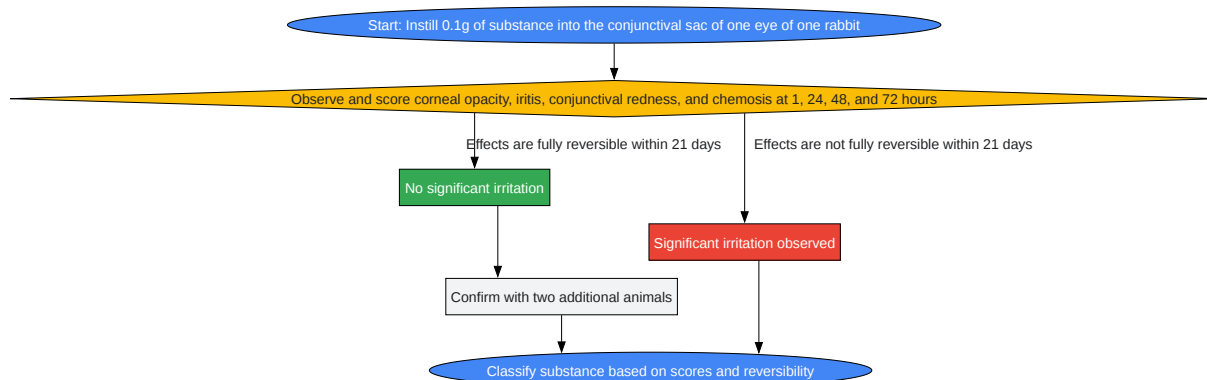 Start: Instill 0.1g of substance into the conjunctival sac of one eye of one rabbit
Observe and score corneal opacity, iritis, conjunctival redness, and chemosis at 1, 24, 48, and 72 hours
Effects are fully reversible within 21 days
Effects are not fully reversible within 21 days
No significant irritation
Significant irritation observed
Confirm with two additional animals
Classify substance based on scores and reversibility